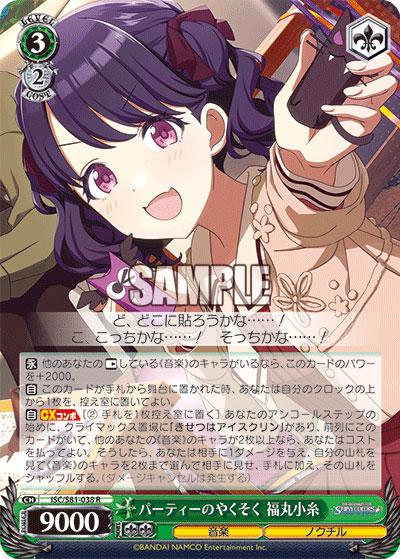 LEVEL
3
2
COST
SAMPLE
ど、どこに貼ろうかな……！
こ、こっちかな……！　そっちかな……！
永 他のあなたの している《音楽》のキャラがいるなら、このカードのパワー
を+2000。
自 このカードが手札から舞台に置かれた時、あなたは自分のクロックの上
から1枚を、控え室に置いてよい。
自 CXコンボ ［② 手札を1枚控え室に置く］ あなたのアンコールステップの
始めに、クライマックス置場に「きせつはアイスクリン」があり、前列にこの
カードがいて、他のあなたの《音楽》のキャラが2枚以上なら、あなたはコスト
を払ってよい。そうしたら、あなたは相手に1ダメージを与え、自分の山札を
見て《音楽》のキャラを2枚まで選んで相手に見せ、手札に加え、その山札を
シャッフルする。（ダメージキャンセルは発生する）
CH
ISC/S81-038 R
9000
パーティーのやくそく 福丸小糸
SHINY COLORS
音楽
ノクチル
©BANDAI NAMCO Entertainment Inc.